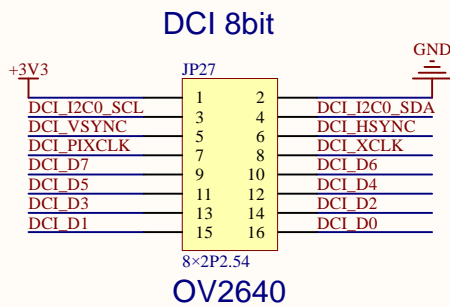 DCI 8bit
GND
+3V3 JP27
1 2
DCI_I2C0_SCL 3 4 DCI_I2C0_SDA
DCI_VSYNC 5 6 DCI_HSYNC
DCI_PIXCLK 7 8 DCI_XCLK
DCI_D7 9 10 DCI_D6
DCI_D5 11 12 DCI_D4
DCI_D3 13 14 DCI_D2
DCI_D1 15 16 DCI_D0
8×2P2.54
OV2640